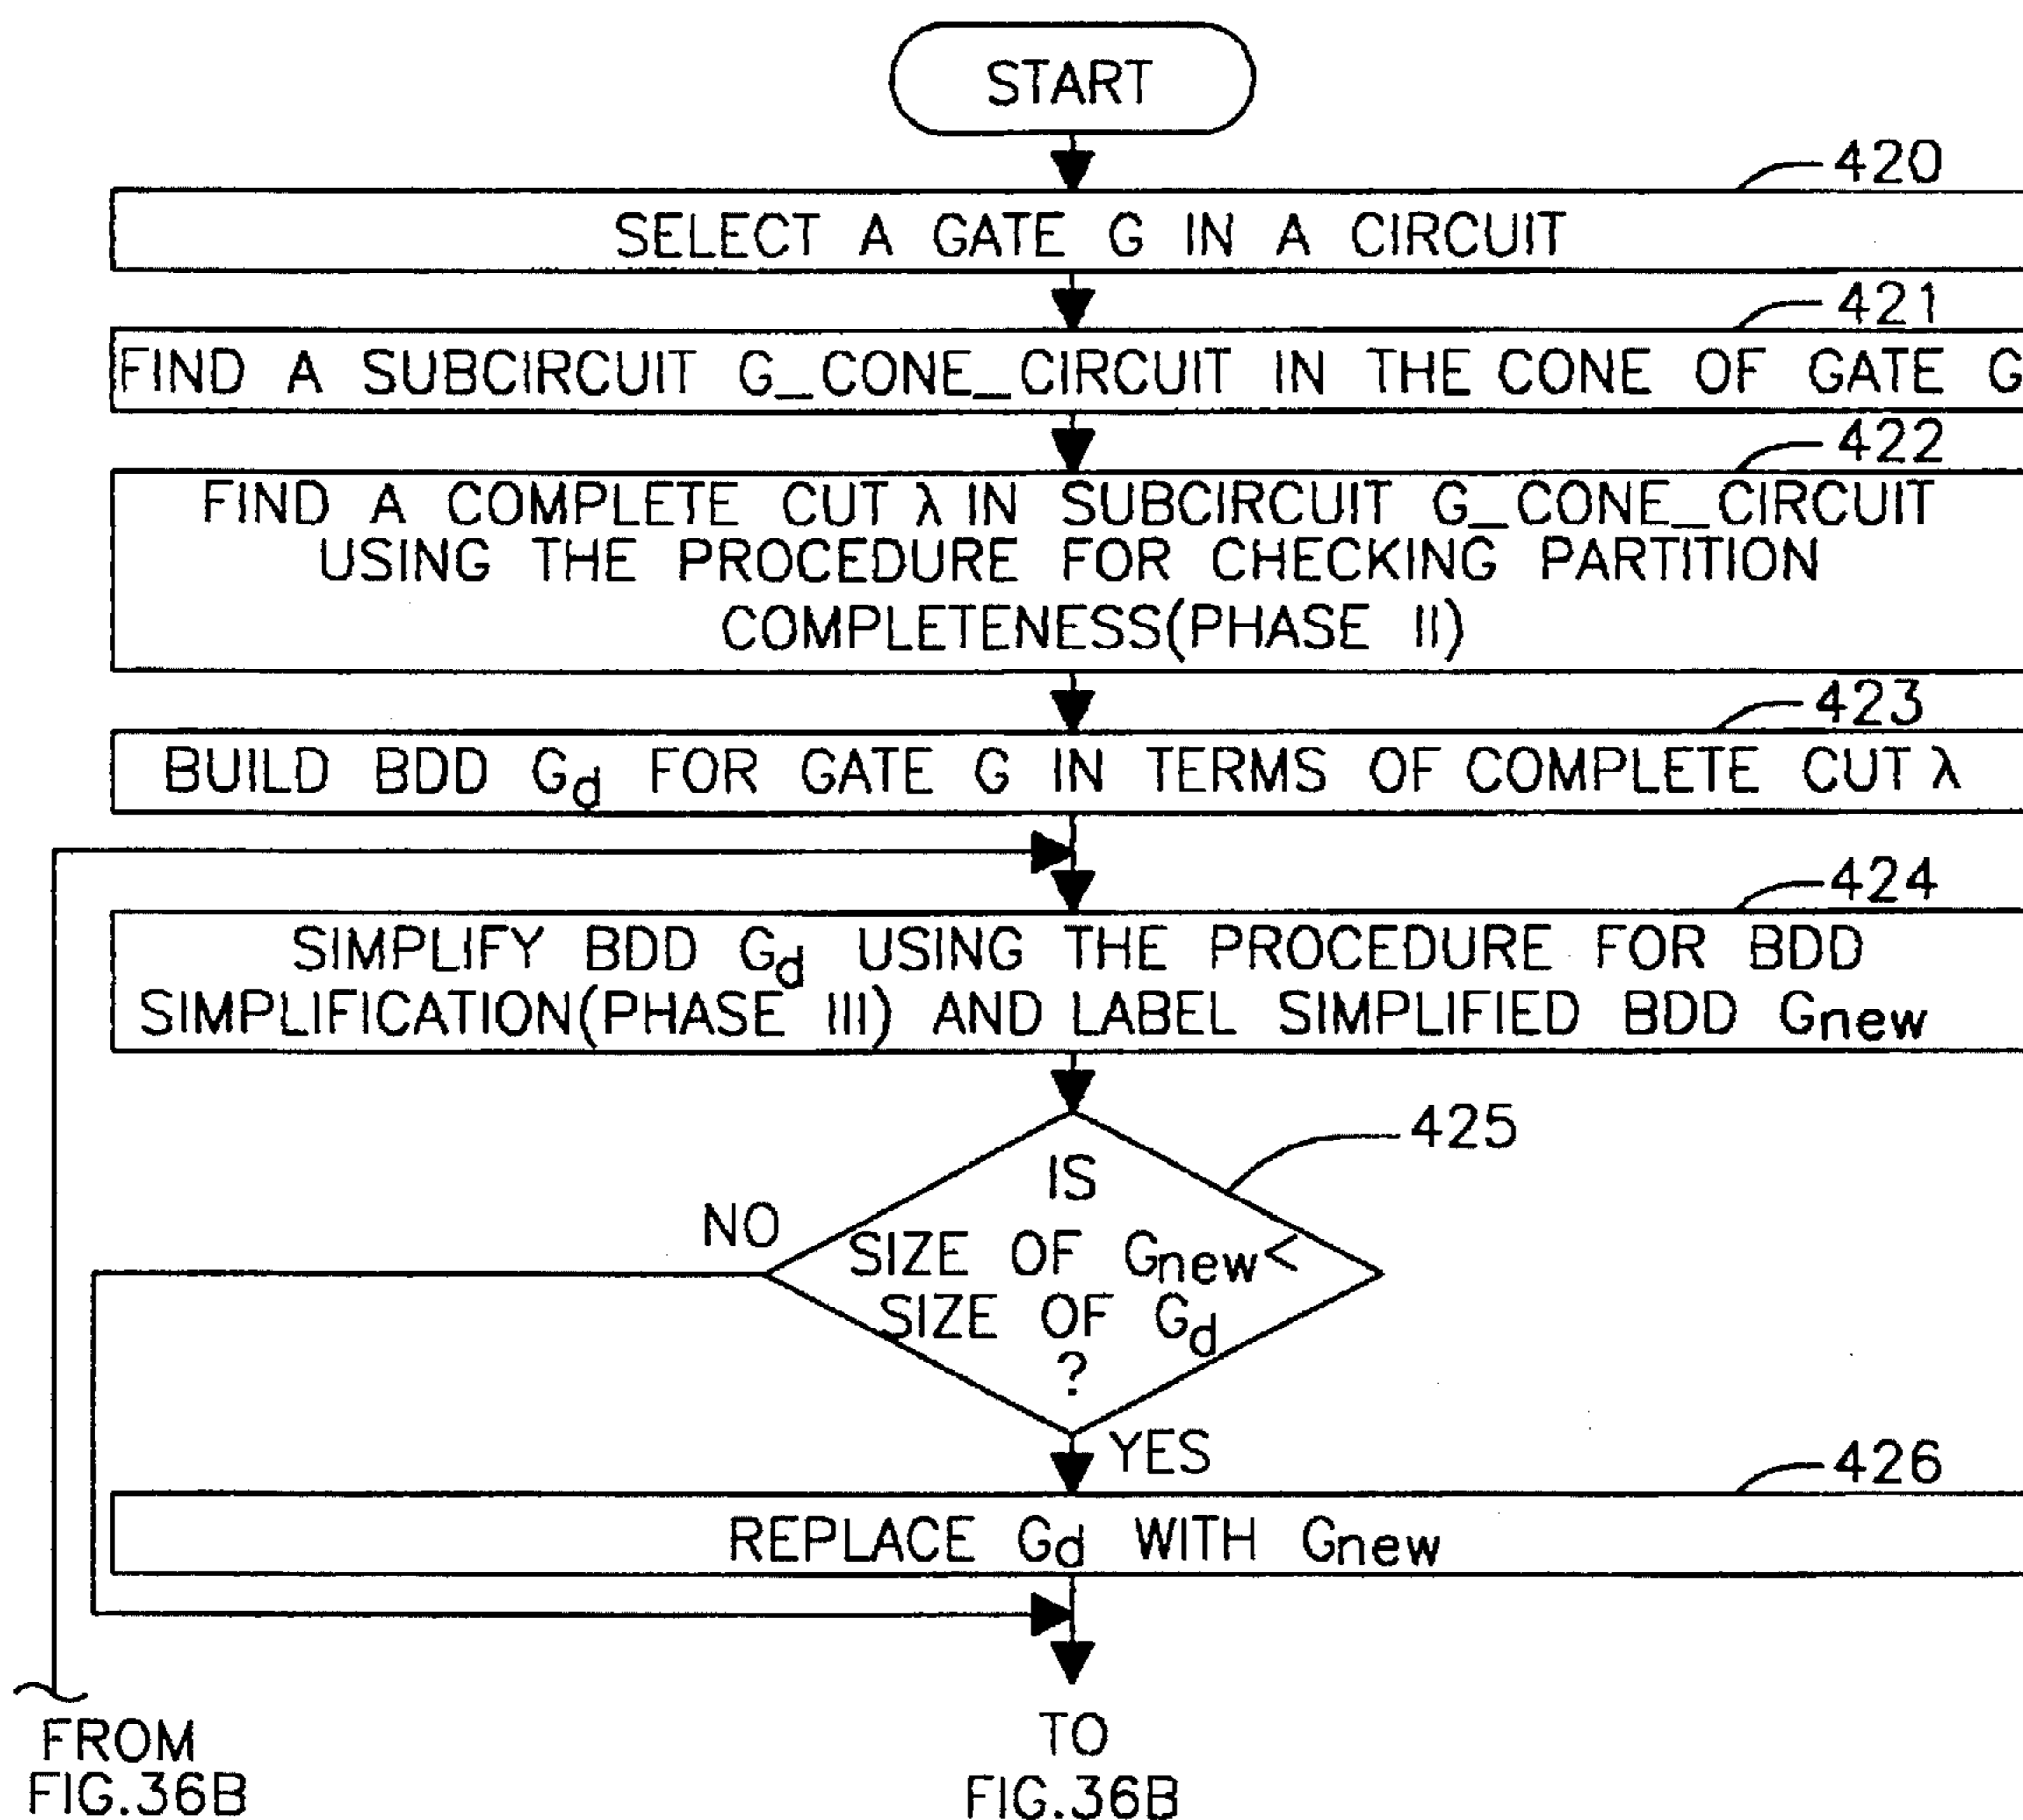 START
420
SELECT A GATE G IN A CIRCUIT
421
FIND A SUBCIRCUIT G_CONE_CIRCUIT IN THE CONE OF GATE G
422
FIND A COMPLETE CUT λ IN SUBCIRCUIT G_CONE_CIRCUIT
USING THE PROCEDURE FOR CHECKING PARTITION
COMPLETENESS(PHASE II)
423
BUILD BDD Gd FOR GATE G IN TERMS OF COMPLETE CUT λ
424
SIMPLIFY BDD Gd USING THE PROCEDURE FOR BDD
SIMPLIFICATION(PHASE III) AND LABEL SIMPLIFIED BDD Gnew
425
IS
NO
SIZE OF Gnew<
SIZE OF Gd
?
YES
426
REPLACE Gd WITH Gnew
FROM
FIG.36B
TO
FIG.36B